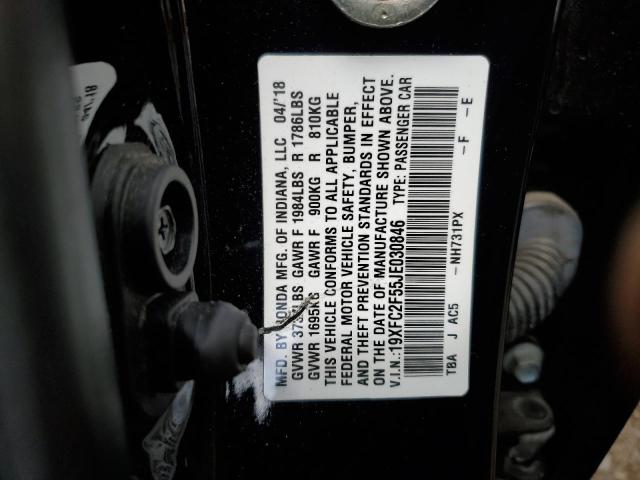 MFD. BY HONDA MFG. OF INDIANA, LLC 04/'18
GVWR LBS GAWR F 1984LBS R 1786LBS
GVWR 1695KG GAWR F 900KG R 810KG
THIS VEHICLE CONFORMS TO ALL APPLICABLE
FEDERAL MOTOR VEHICLE SAFETY, BUMPER,
AND THEFT PREVENTION STANDARDS IN EFFECT
ON THE DATE OF MANUFACTURE SHOWN ABOVE.
V.I.N.:19XFC2F55JE030846 TYPE: PASSENGER CAR
TBA J AC5 -NH731PX -F -E